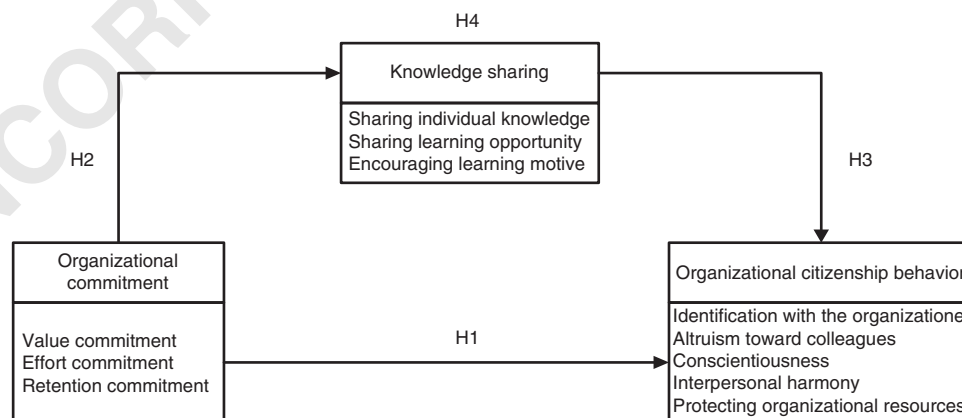 H4
Knowledge sharing
Sharing individual knowledge
Sharing learning opportunity
Encouraging learning motive
H2
H3
Organizational
commitment
Value commitment
Effort commitment
Retention commitment
H1
Organizational citizenship behavior
Identification with the organizatione
Altruism toward colleagues
Conscientiousness
Interpersonal harmony
Protecting organizational resources